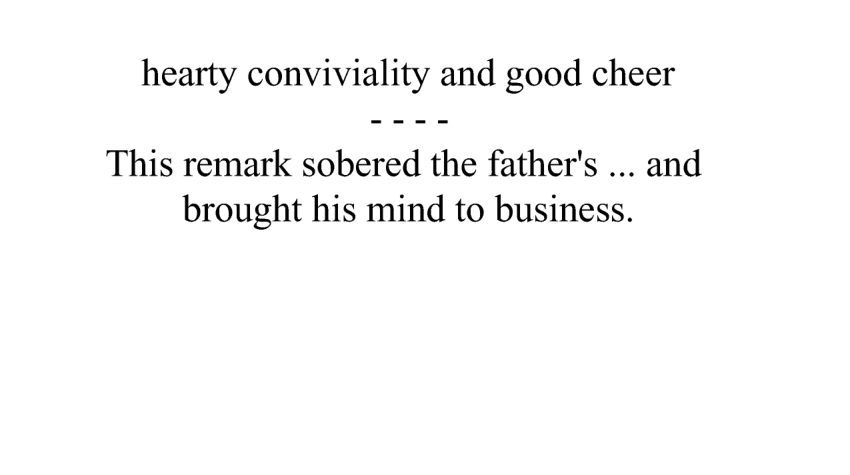 hearty conviviality and good cheer
- - - -
This remark sobered the father's ... and
brought his mind to business.